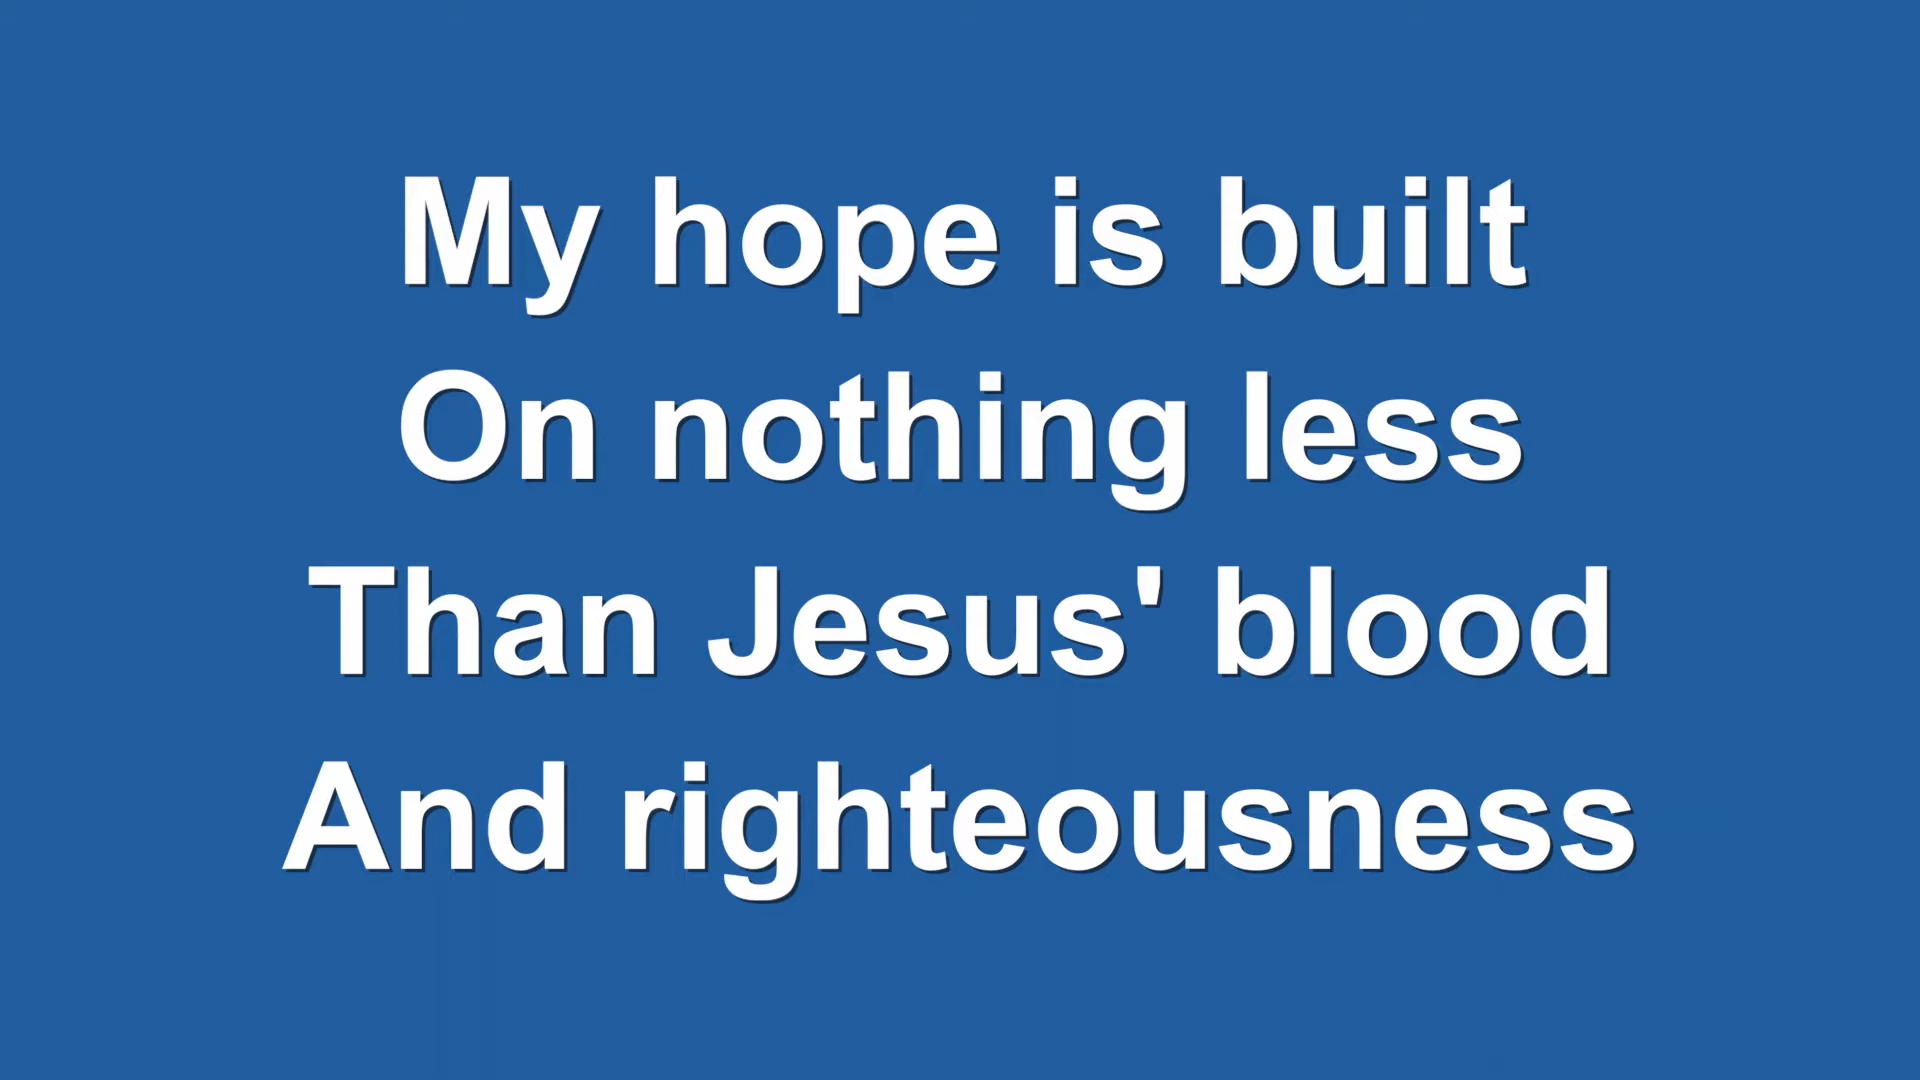 My hope is built
On nothing less
Than Jesus' blood
And righteousness